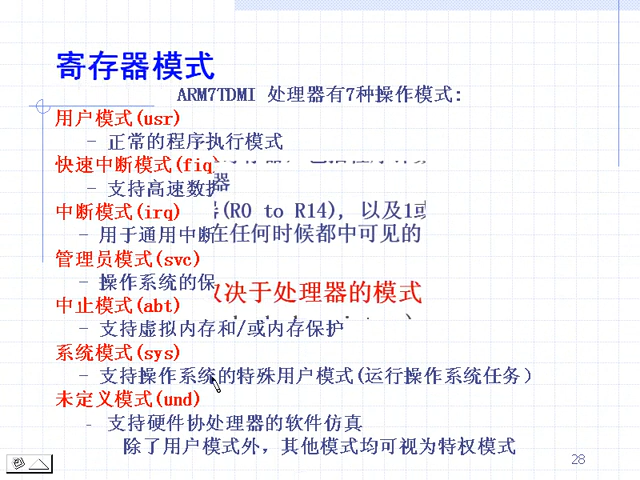 寄存器模式
ARM7TDMI 处理器有7种操作模式:
用户模式(usr)
- 正常的程序执行模式
快速中断模式(fiq
器
- 支持高速数
中断模式(irq)
(R0 to R14), 以及1或
- 用于通用中断在任何时候都中可见的
管理员模式(svc)
- 操作系统的保
决于处理器的模式
中止模式(abt)
- 支持虚拟内存和/或内存保护
系统模式(sys)
- 支持操作系统的特殊用户模式(运行操作系统任务)
未定义模式(und)
- 支持硬件协处理器的软件仿真
除了用户模式外，其他模式均可视为特权模式
28